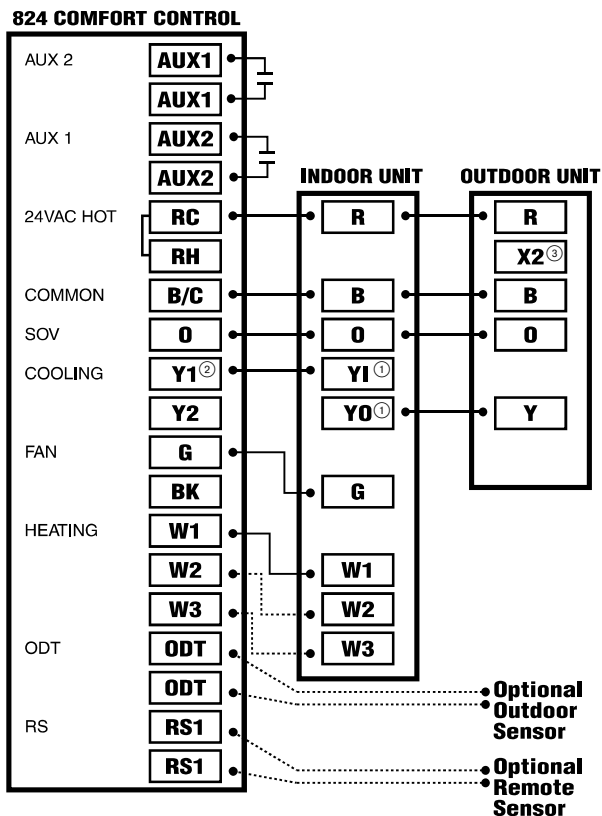 824 COMFORT CONTROL
AUX 2 AUX1
AUX1
AUX 1 AUX2
AUX2
INDOOR UNIT OUTDOOR UNIT
24VAC HOT RC R R
RH X2③
COMMON B/C B B
SOV O O O
COOLING Y1② YI①
Y2 YO① Y
FAN G
BK G
HEATING W1
W2 W1
W3 W2
ODT ODT W3
ODT
Optional
Outdoor
Sensor
RS RS1
RS1
Optional
Remote
Sensor